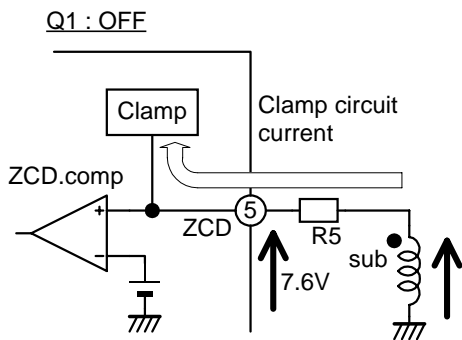 Q1 : OFF
Clamp
Clamp circuit
current
ZCD.comp
+
−
ZCD
5
R5
7.6V
sub